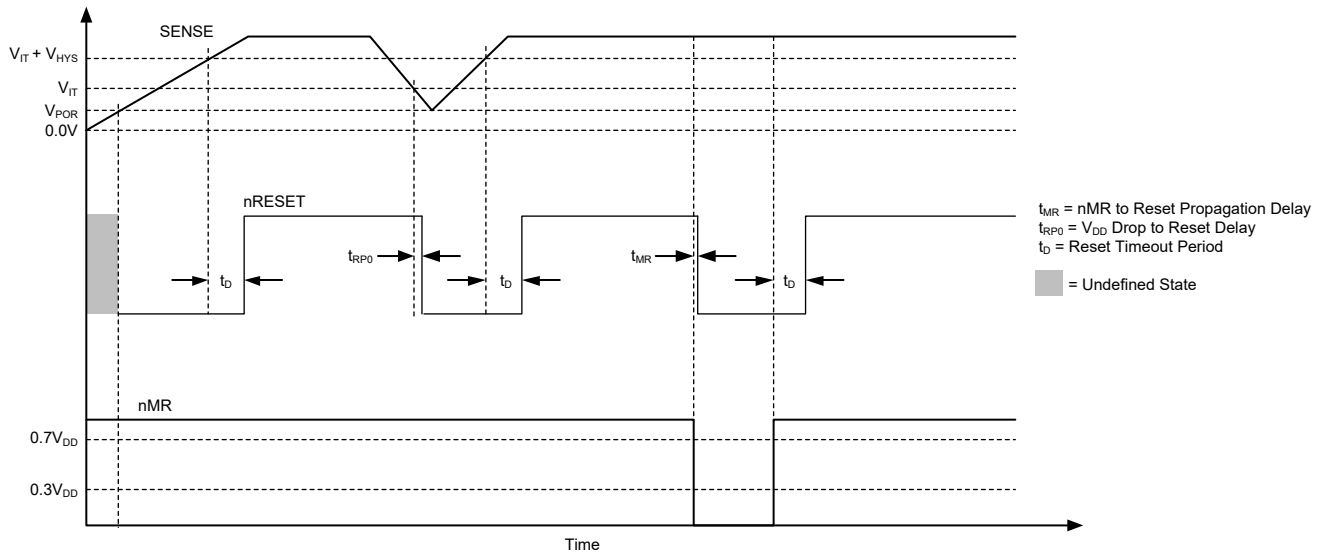 SENSE
V_IT + V_HYS
V_IT
V_POR
0.0V
nRESET
t_D
t_RP0
t_D
t_MR
t_D
t_MR = nMR to Reset Propagation Delay
t_RP0 = V_DD Drop to Reset Delay
t_D = Reset Timeout Period
= Undefined State
nMR
0.7V_DD
0.3V_DD
Time